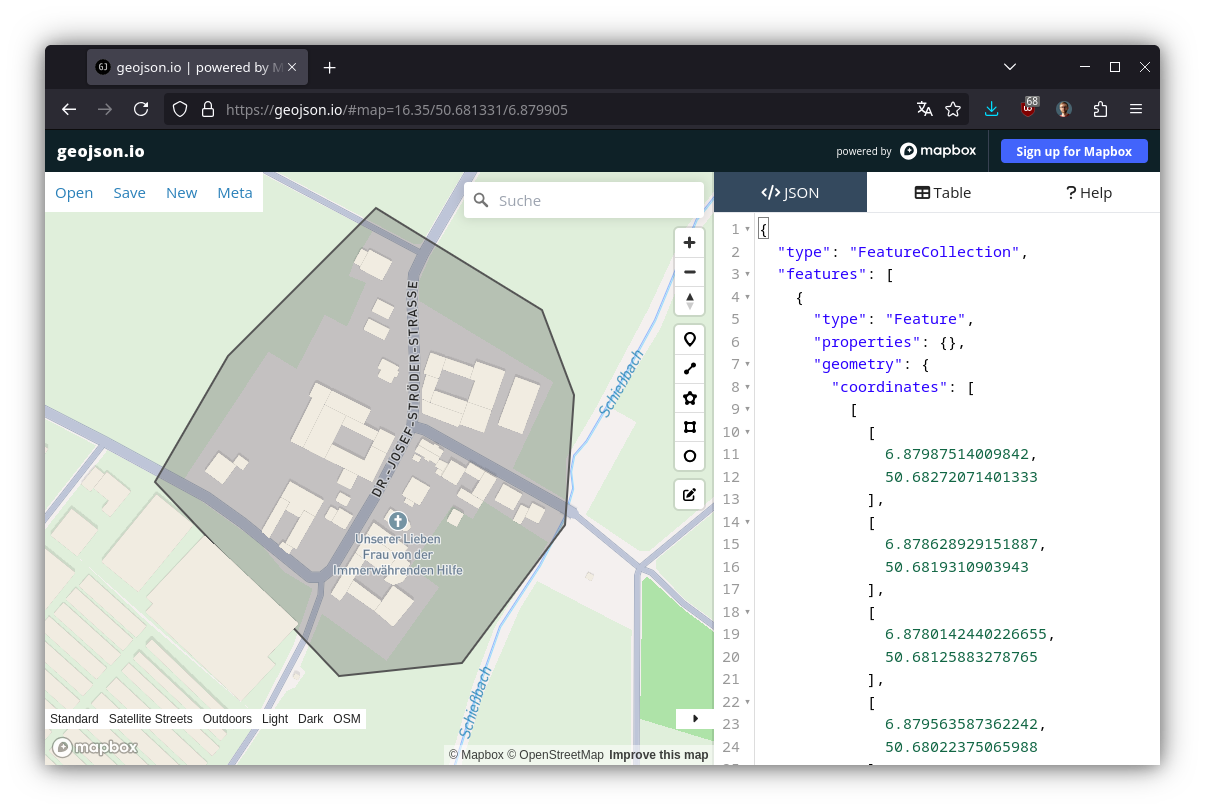 geojson.io | powered by M
https://geojson.io/#map=16.35/50.681331/6.879905
68
geojson.io
powered by mapbox
Sign up for Mapbox
Open Save New Meta
Suche
</> JSON
Table
? Help
DR.-JOSEF-STRÖDER-STRASSE
Schießbach
Unserer Lieben
Frau von der
Immerwährenden Hilfe
Schießbach
Standard Satellite Streets Outdoors Light Dark OSM
mapbox
© Mapbox © OpenStreetMap Improve this map
1 {
2 "type": "FeatureCollection",
3 "features": [
4 {
5 "type": "Feature",
6 "properties": {},
7 "geometry": {
8 "coordinates": [
9 [
10 [
11 6.87987514009842,
12 50.68272071401333
13 ],
14 [
15 6.878628929151887,
16 50.6819310903943
17 ],
18 [
19 6.8780142440226655,
20 50.68125883278765
21 ],
22 [
23 6.879563587362242,
24 50.68022375065988